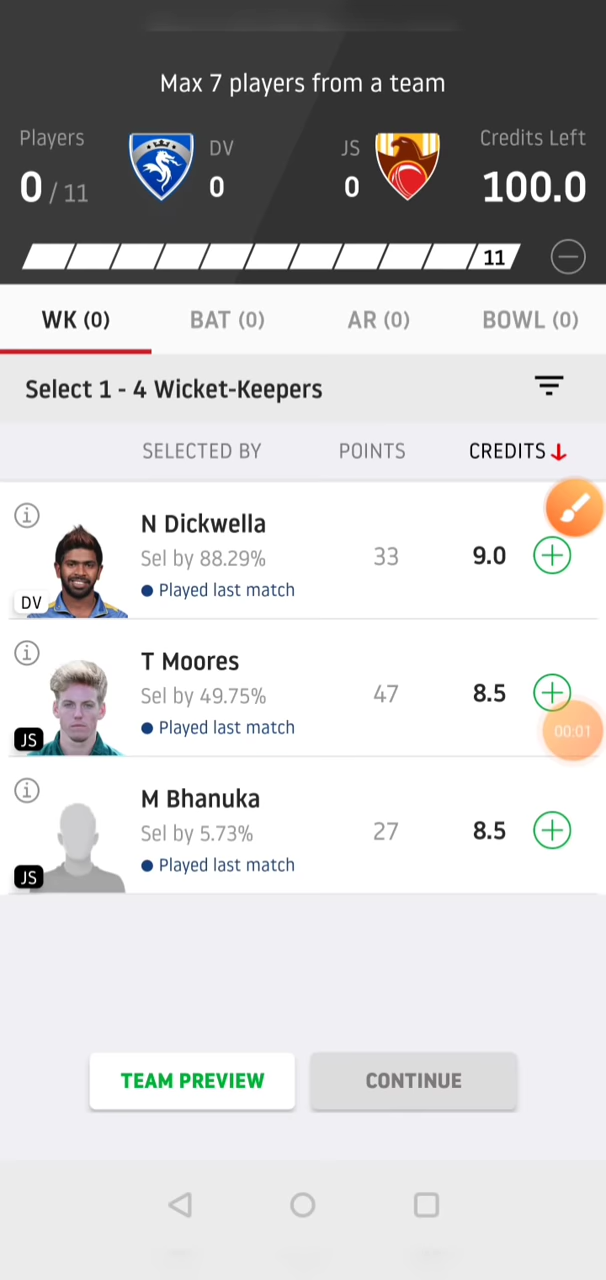 Max 7 players from a team
Players DV JS Credits Left
0 / 11 0 0 100.0
11
WK (0) BAT (0) AR (0) BOWL (0)
Select 1 - 4 Wicket-Keepers
SELECTED BY POINTS CREDITS
N Dickwella
Sel by 88.29% 33 9.0
Played last match
DV
T Moores
Sel by 49.75% 47 8.5
Played last match
JS
00:01
M Bhanuka
Sel by 5.73% 27 8.5
Played last match
JS
TEAM PREVIEW CONTINUE